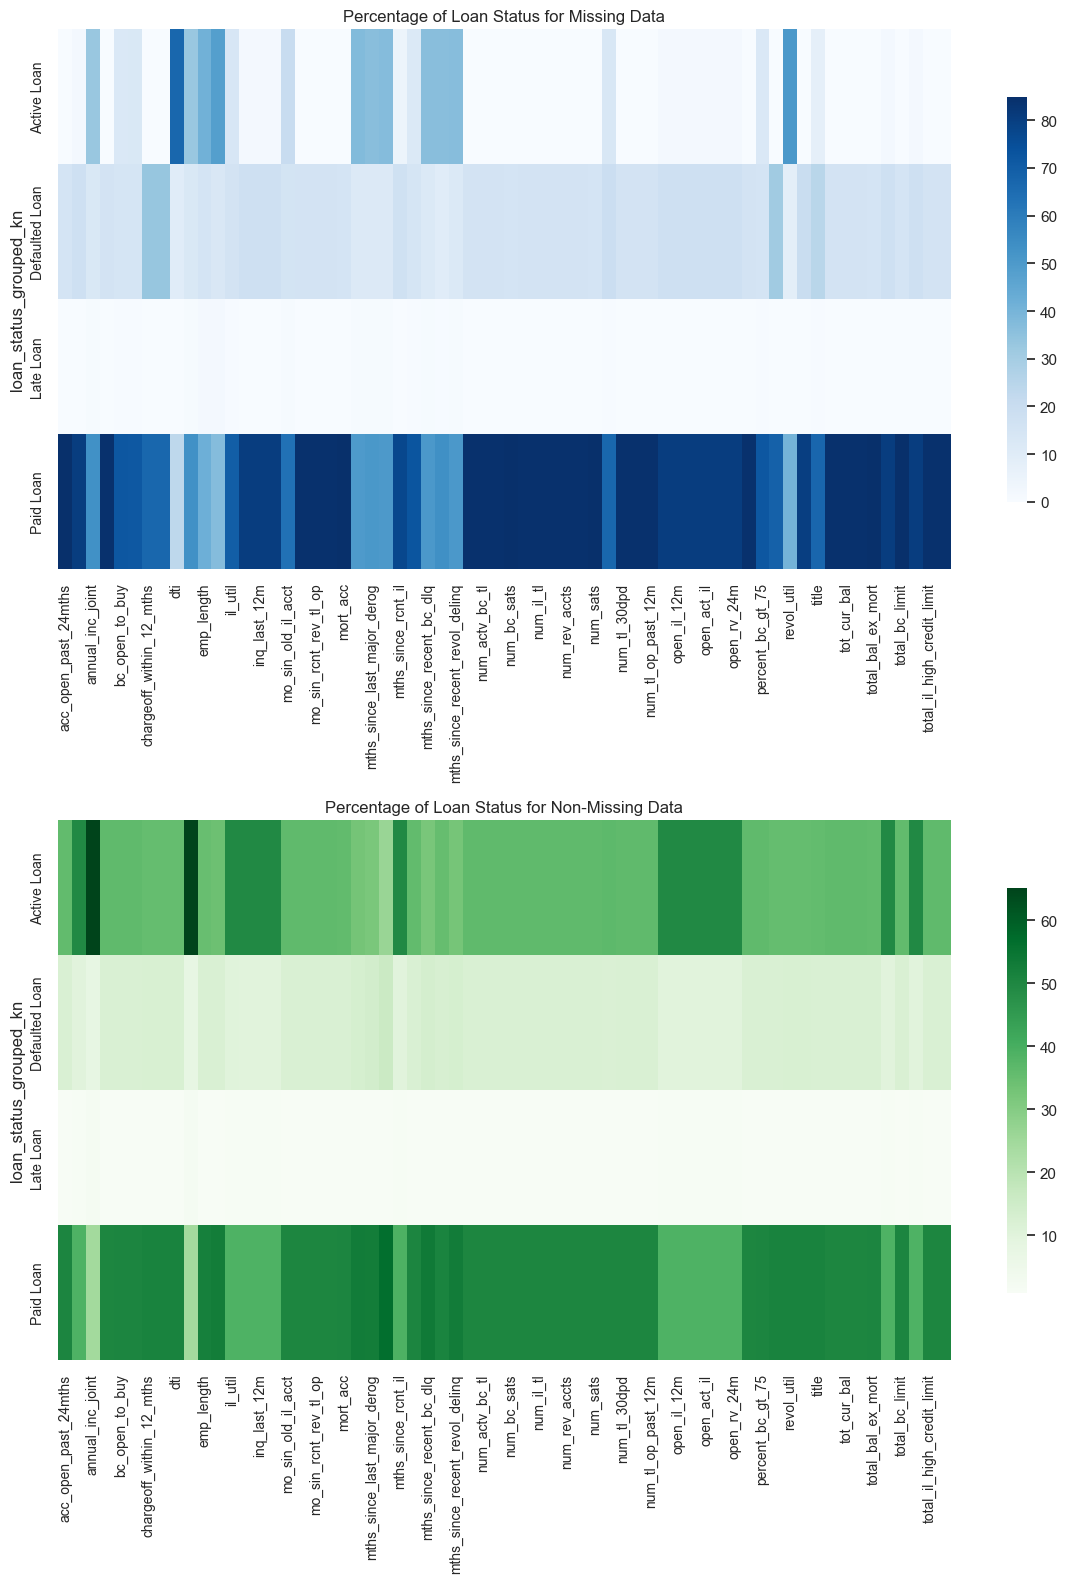 Percentage of Loan Status for Missing Data
loan_status_grouped_kn
Active Loan
Defaulted Loan
Late Loan
Paid Loan
80
70
60
50
40
30
20
10
0
acc_open_past_24mths
annual_inc_joint
bc_open_to_buy
chargeoff_within_12_mths
dti
emp_length
il_util
inq_last_12m
mo_sin_old_il_acct
mo_sin_rcnt_rev_tl_op
mort_acc
mths_since_last_major_derog
mths_since_rcnt_il
mths_since_recent_bc_dlq
mths_since_recent_revol_delinq
num_actv_bc_tl
num_bc_sats
num_il_tl
num_rev_accts
num_sats
num_tl_30dpd
num_tl_op_past_12m
open_il_12m
open_act_il
open_rv_24m
percent_bc_gt_75
revol_util
title
tot_cur_bal
total_bal_ex_mort
total_bc_limit
total_il_high_credit_limit
Percentage of Loan Status for Non-Missing Data
loan_status_grouped_kn
Active Loan
Defaulted Loan
Late Loan
Paid Loan
60
50
40
30
20
10
acc_open_past_24mths
annual_inc_joint
bc_open_to_buy
chargeoff_within_12_mths
dti
emp_length
il_util
inq_last_12m
mo_sin_old_il_acct
mo_sin_rcnt_rev_tl_op
mort_acc
mths_since_last_major_derog
mths_since_rcnt_il
mths_since_recent_bc_dlq
mths_since_recent_revol_delinq
num_actv_bc_tl
num_bc_sats
num_il_tl
num_rev_accts
num_sats
num_tl_30dpd
num_tl_op_past_12m
open_il_12m
open_act_il
open_rv_24m
percent_bc_gt_75
revol_util
title
tot_cur_bal
total_bal_ex_mort
total_bc_limit
total_il_high_credit_limit